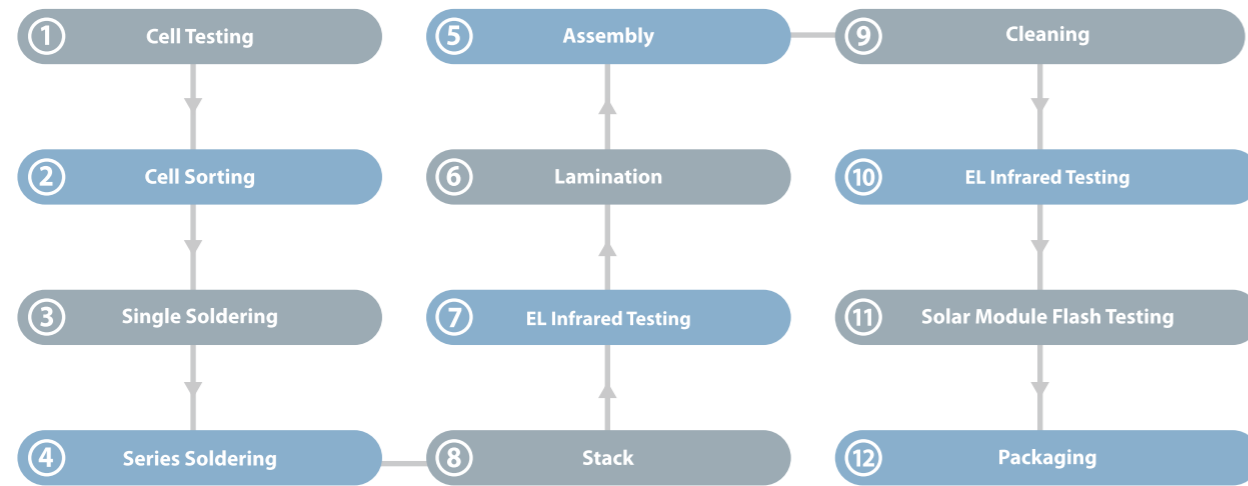 1 Cell Testing
2 Cell Sorting
3 Single Soldering
4 Series Soldering
5 Assembly
6 Lamination
7 EL Infrared Testing
8 Stack
9 Cleaning
10 EL Infrared Testing
11 Solar Module Flash Testing
12 Packaging